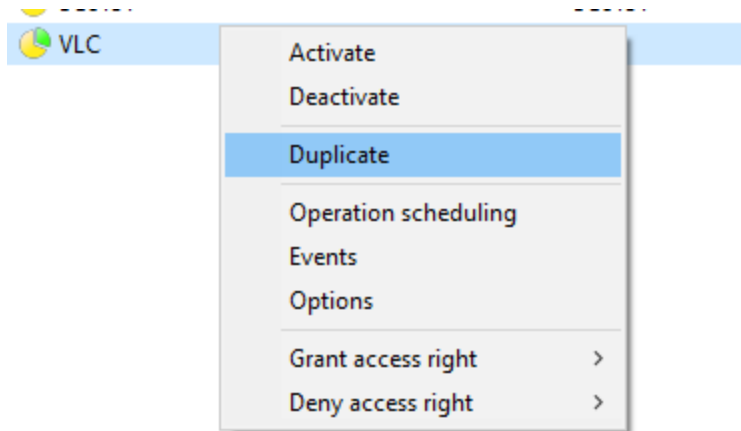 VLC
Activate
Deactivate
Duplicate
Operation scheduling
Events
Options
Grant access right
Deny access right